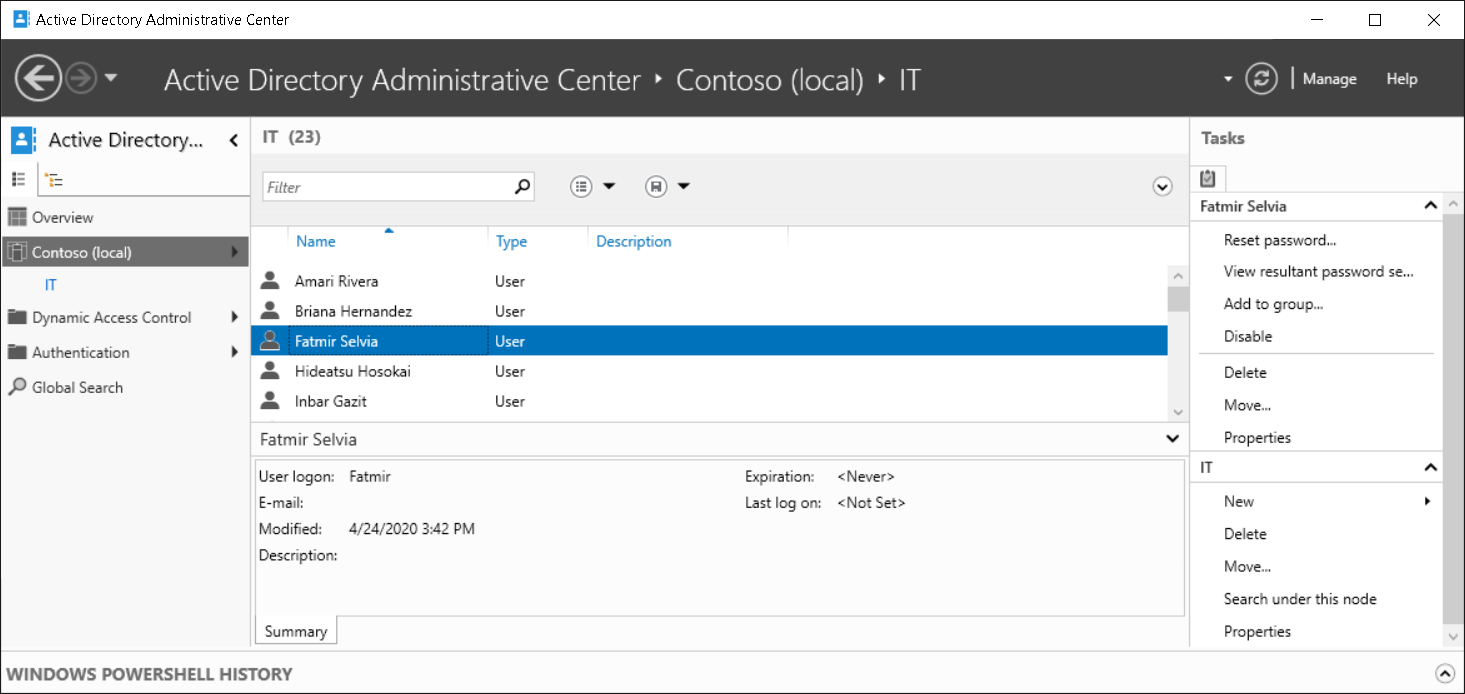 Active Directory Administrative Center
Active Directory Administrative Center Contoso (local) IT
Manage Help
Active Directory...
Overview
Contoso (local)
IT
Dynamic Access Control
Authentication
Global Search
IT (23)
Filter
Name Type Description
Amari Rivera User
Briana Hernandez User
Fatmir Selvia User
Hideatsu Hosokai User
Inbar Gazit User
Fatmir Selvia
User logon: Fatmir Expiration: <Never>
E-mail: Last log on: <Not Set>
Modified: 4/24/2020 3:42 PM
Description:
Summary
Tasks
Fatmir Selvia
Reset password...
View resultant password se...
Add to group...
Disable
Delete
Move...
Properties
IT
New
Delete
Move...
Search under this node
Properties
WINDOWS POWERSHELL HISTORY